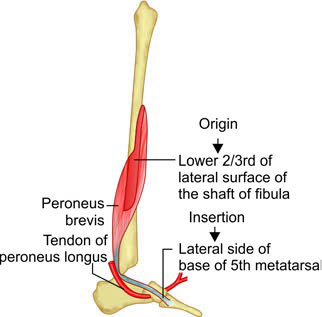 Origin
Lower 2/3rd of
lateral surface of
the shaft of fibula
Insertion
Lateral side of
base of 5th metatarsal
Peroneus
brevis
Tendon of
peroneus longus